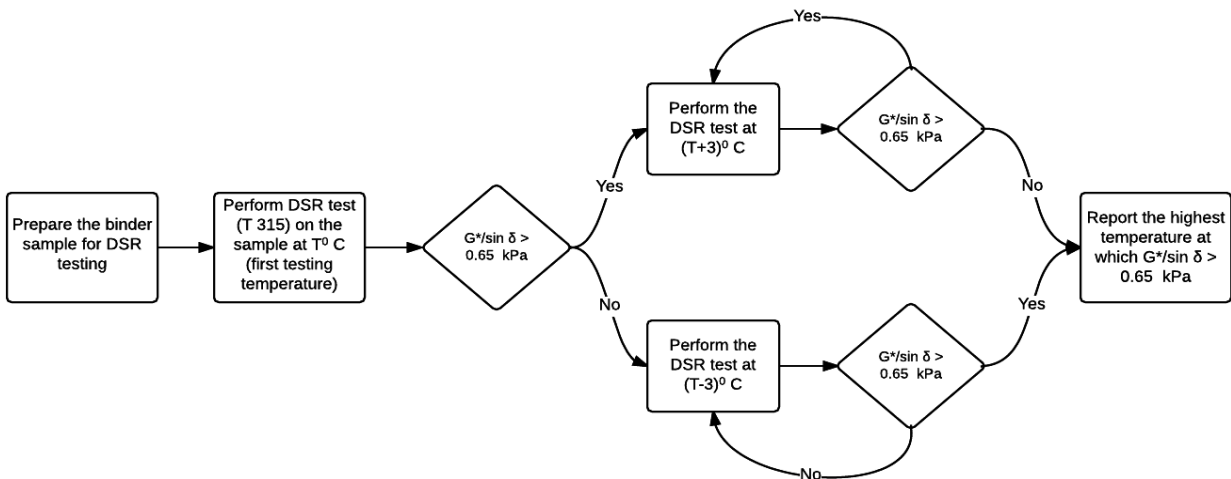 Prepare the binder
sample for DSR
testing
Perform DSR test
(T 315) on the
sample at T⁰ C
(first testing
temperature)
G*/sin δ >
0.65 kPa
Yes
No
Perform the
DSR test at
(T+3)⁰ C
G*/sin δ >
0.65 kPa
Yes
No
Perform the
DSR test at
(T-3)⁰ C
G*/sin δ >
0.65 kPa
No
Yes
Report the highest
temperature at
which G*/sin δ >
0.65 kPa